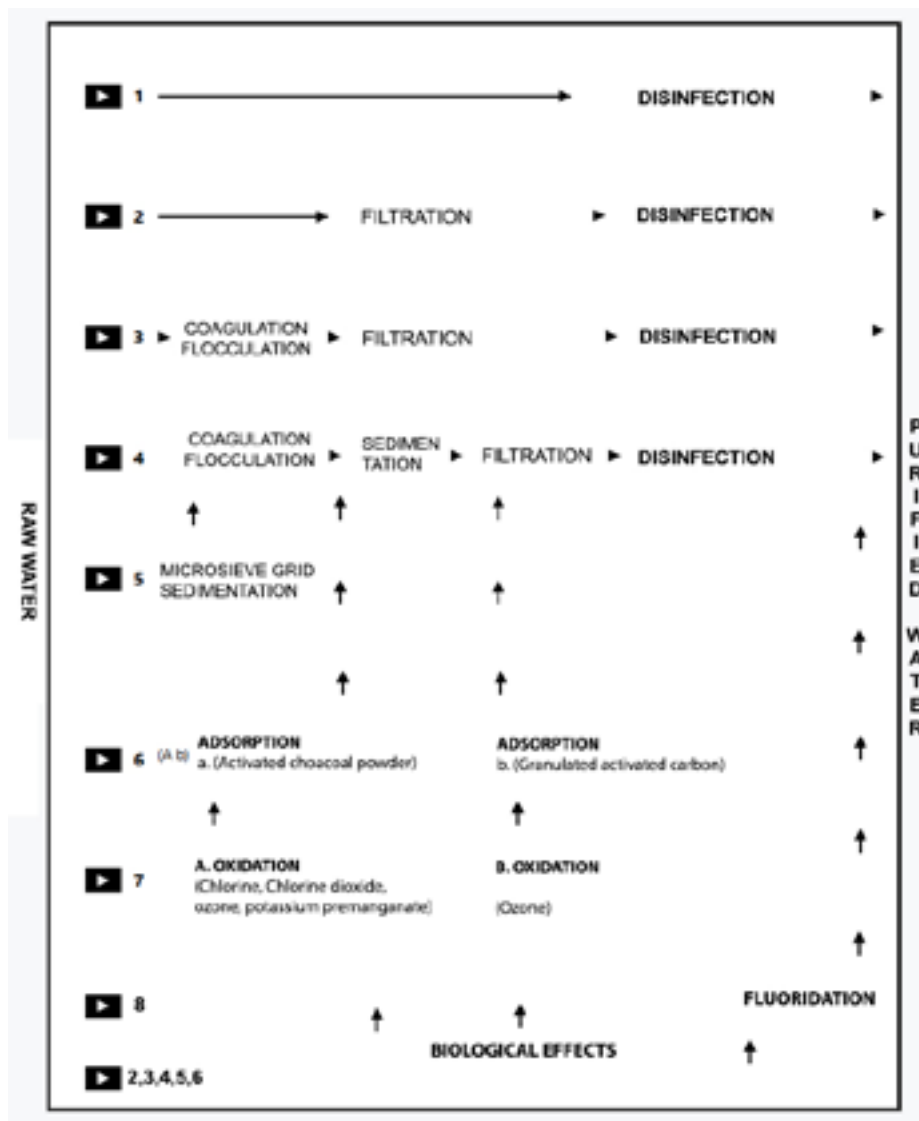 1 DISINFECTION
2 FILTRATION DISINFECTION
3 COAGULATION FLOCCULATION FILTRATION DISINFECTION
4 COAGULATION FLOCCULATION SEDIMEN TATION FILTRATION DISINFECTION
RAW WATER
PURIFIED WATER
5 MICROSIEVE GRID
SEDIMENTATION
6 (A b) ADSORPTION
a. (Activated choacoal powder)
ADSORPTION
b. (Granulated activated carbon)
7 A. OXIDATION
(Chlorine, Chlorine dioxide,
ozone, potassium premanganate)
B. OXIDATION
(Ozone)
8 FLUORIDATION
BIOLOGICAL EFFECTS
2,3,4,5,6